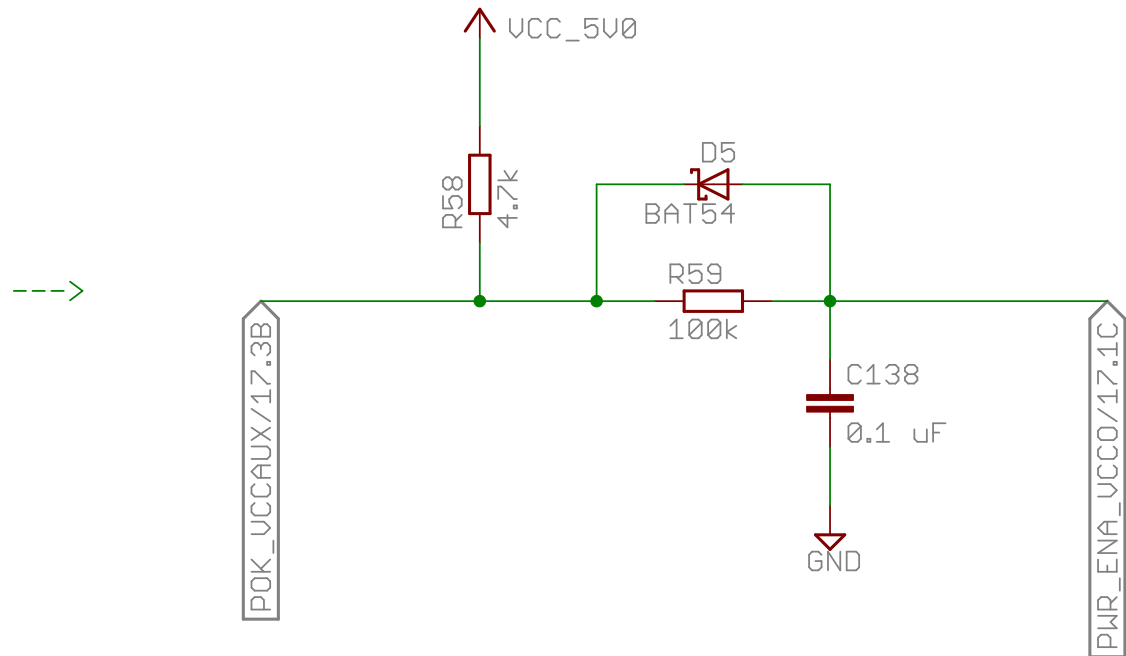 VCC_5V0
D5
R58
4.7k
BAT54
R59
100k
POK_VCCAUX/17.3B
C138
0.1 uF
PWR_ENA_VCCO/17.1C
GND